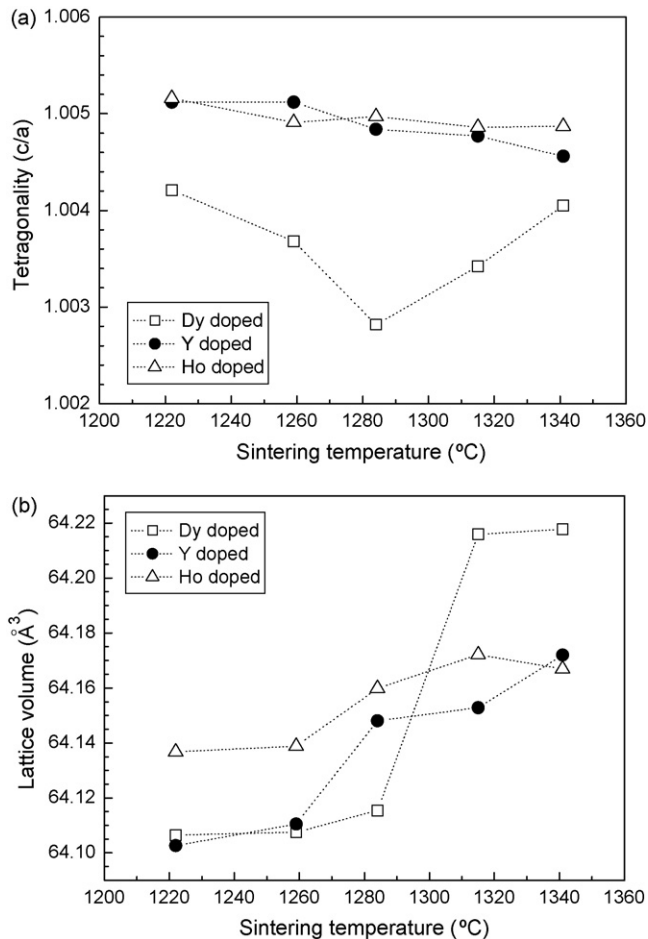 (a)
1.006
1.005
1.004
1.003
1.002
Tetragonality (c/a)
Dy doped
Y doped
Ho doped
1200 1220 1240 1260 1280 1300 1320 1340 1360
Sintering temperature (ºC)
(b)
64.22
64.20
64.18
64.16
64.14
64.12
64.10
Lattice volume (Å³)
Dy doped
Y doped
Ho doped
1200 1220 1240 1260 1280 1300 1320 1340 1360
Sintering temperature (ºC)